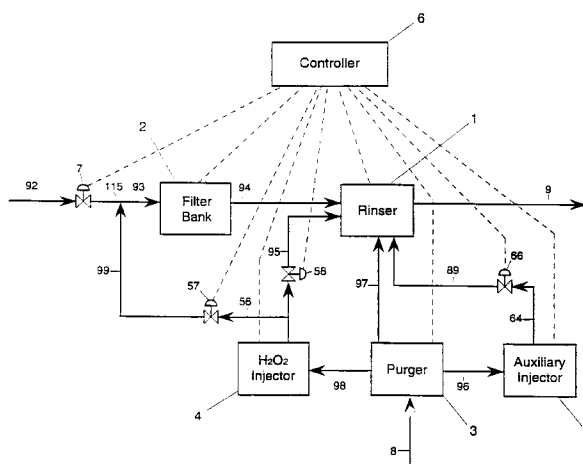 6
Controller
2
1
7
92
115
93
Filter
Bank
94
Rinser
9
95
58
99
57
56
97
89
66
64
H2O2
Injector
98
Purger
96
Auxiliary
Injector
4
3
8